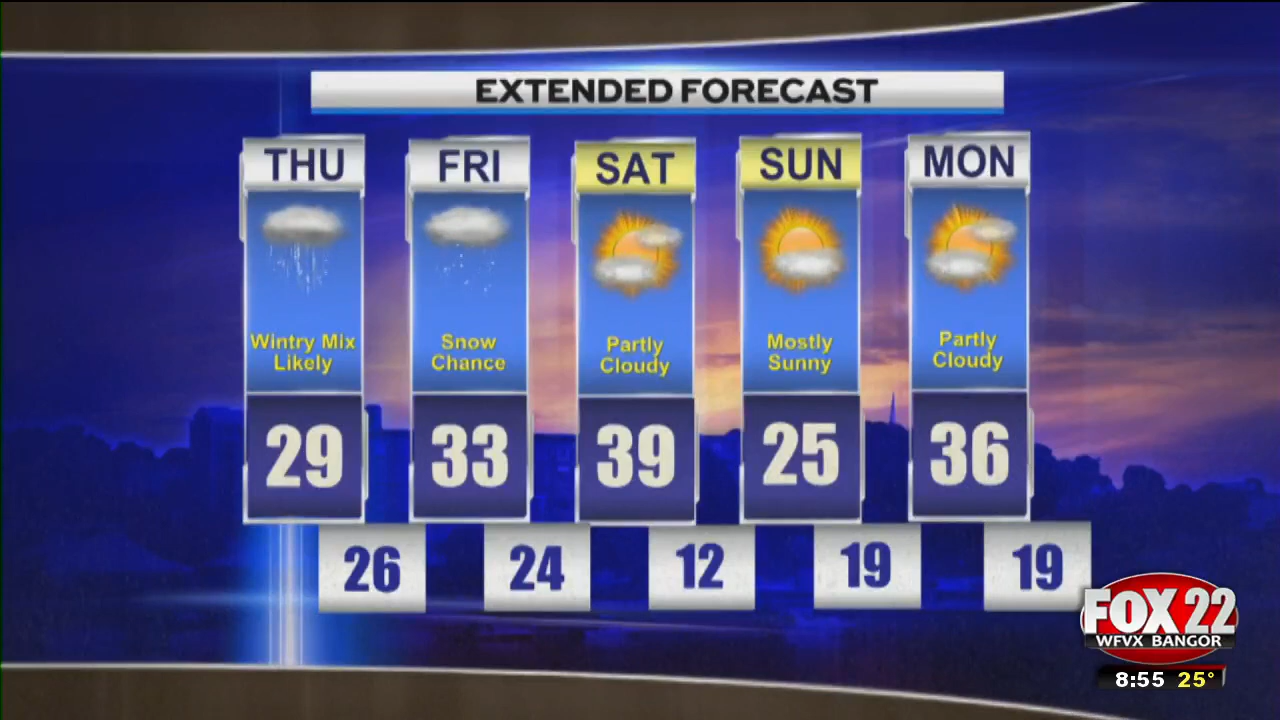 EXTENDED FORECAST
THU FRI SAT SUN MON
Wintry Mix Likely
Snow Chance
Partly Cloudy
Mostly Sunny
Partly Cloudy
29 33 39 25 36
26 24 12 19 19
FOX 22
WFVX BANGOR
8:55 25°